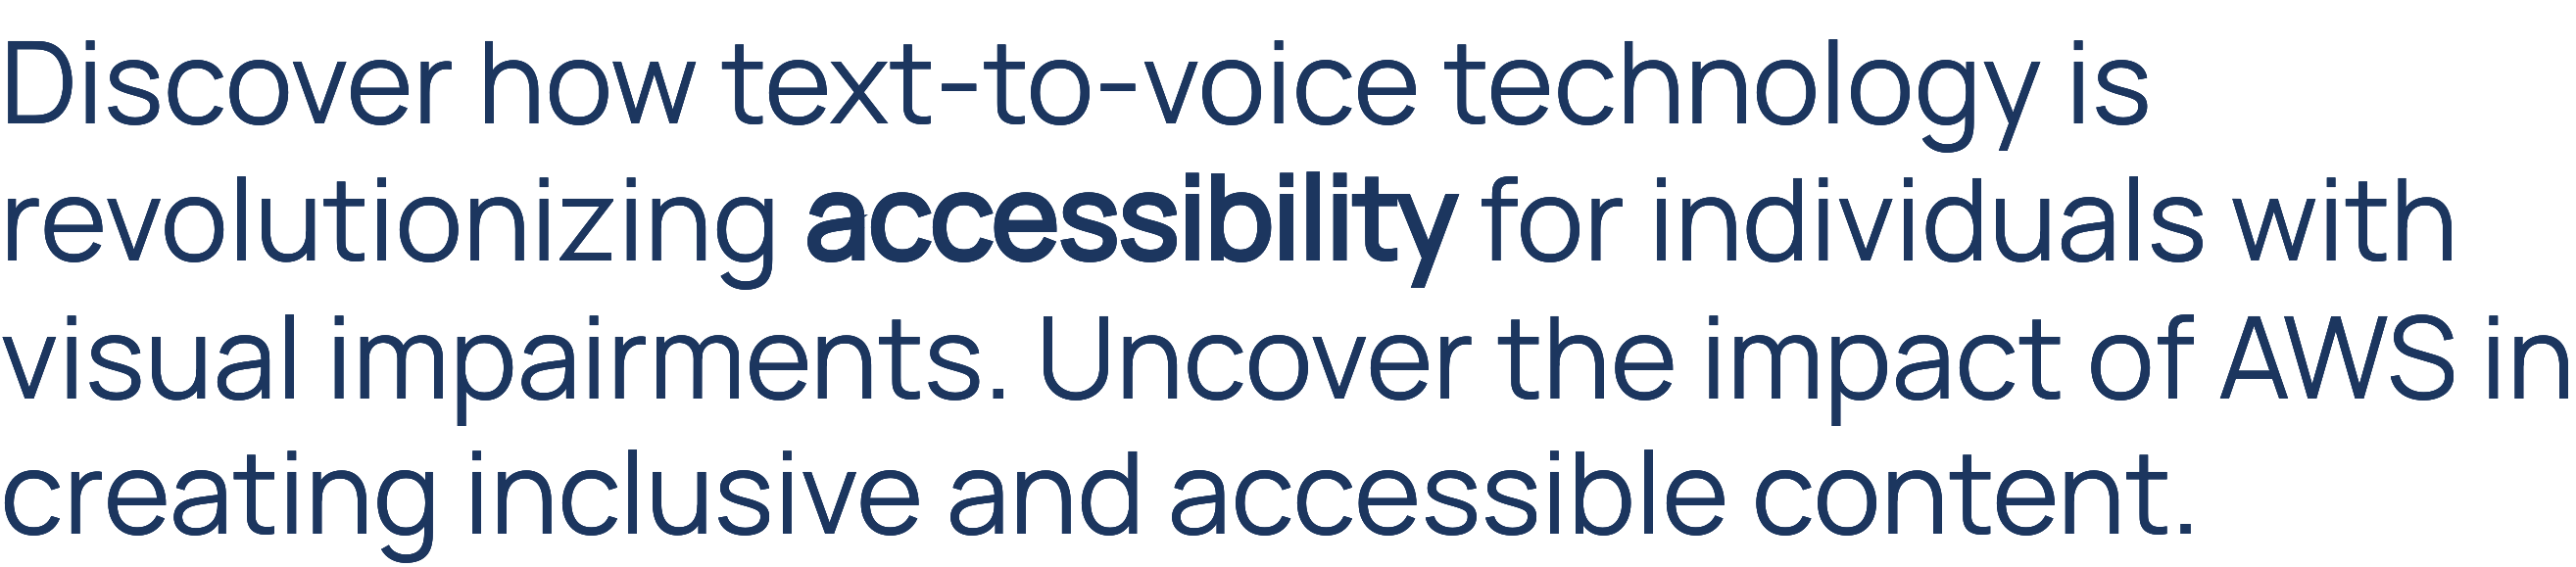 Discover how text-to-voice technology is
revolutionizing accessibility for individuals with
visual impairments. Uncover the impact of AWS in
creating inclusive and accessible content.